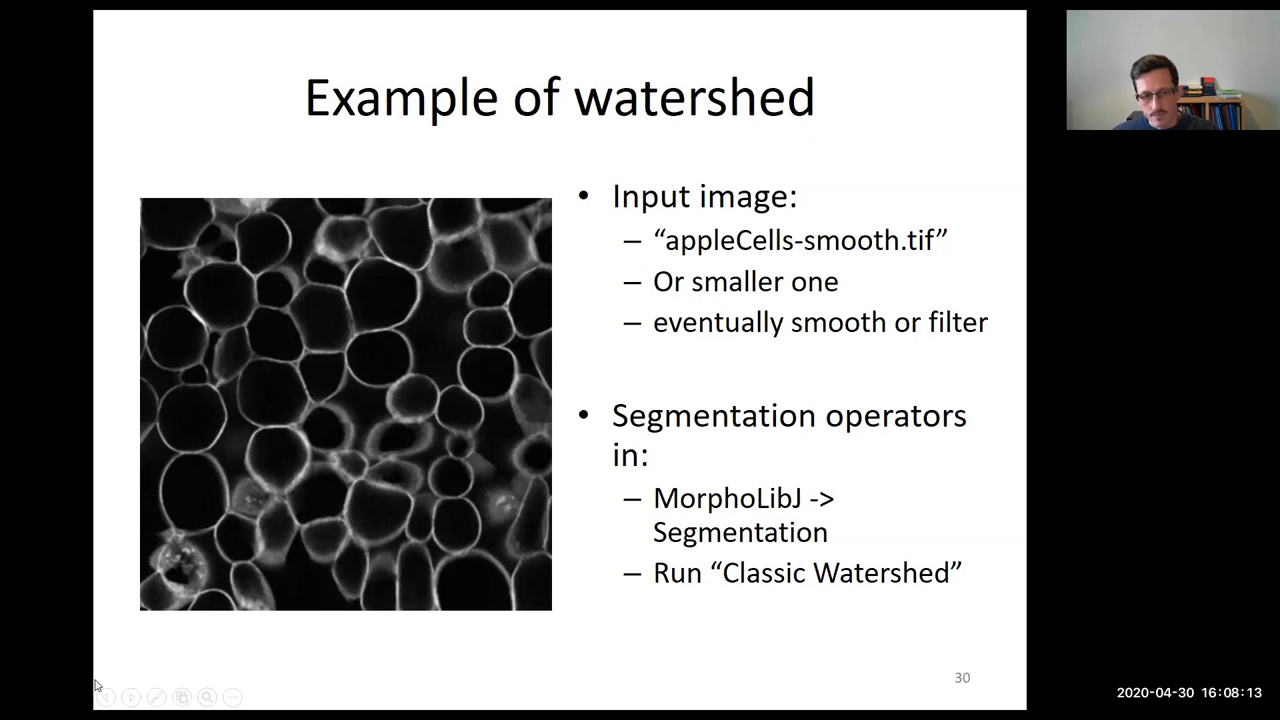 Example of watershed
• Input image:
– “appleCells-smooth.tif”
– Or smaller one
– eventually smooth or filter
• Segmentation operators
in:
– MorphoLibJ ->
Segmentation
– Run “Classic Watershed”
30
2020-04-30 16:08:13